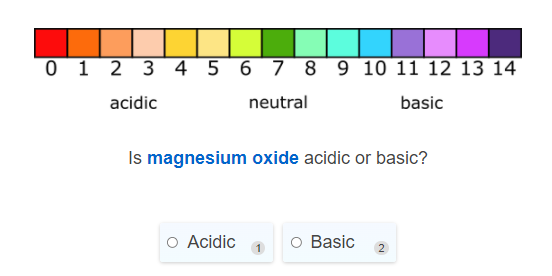 0 1 2 3 4 5 6 7 8 9 10 11 12 13 14
acidic neutral basic
Is magnesium oxide acidic or basic?
Acidic 1 Basic 2